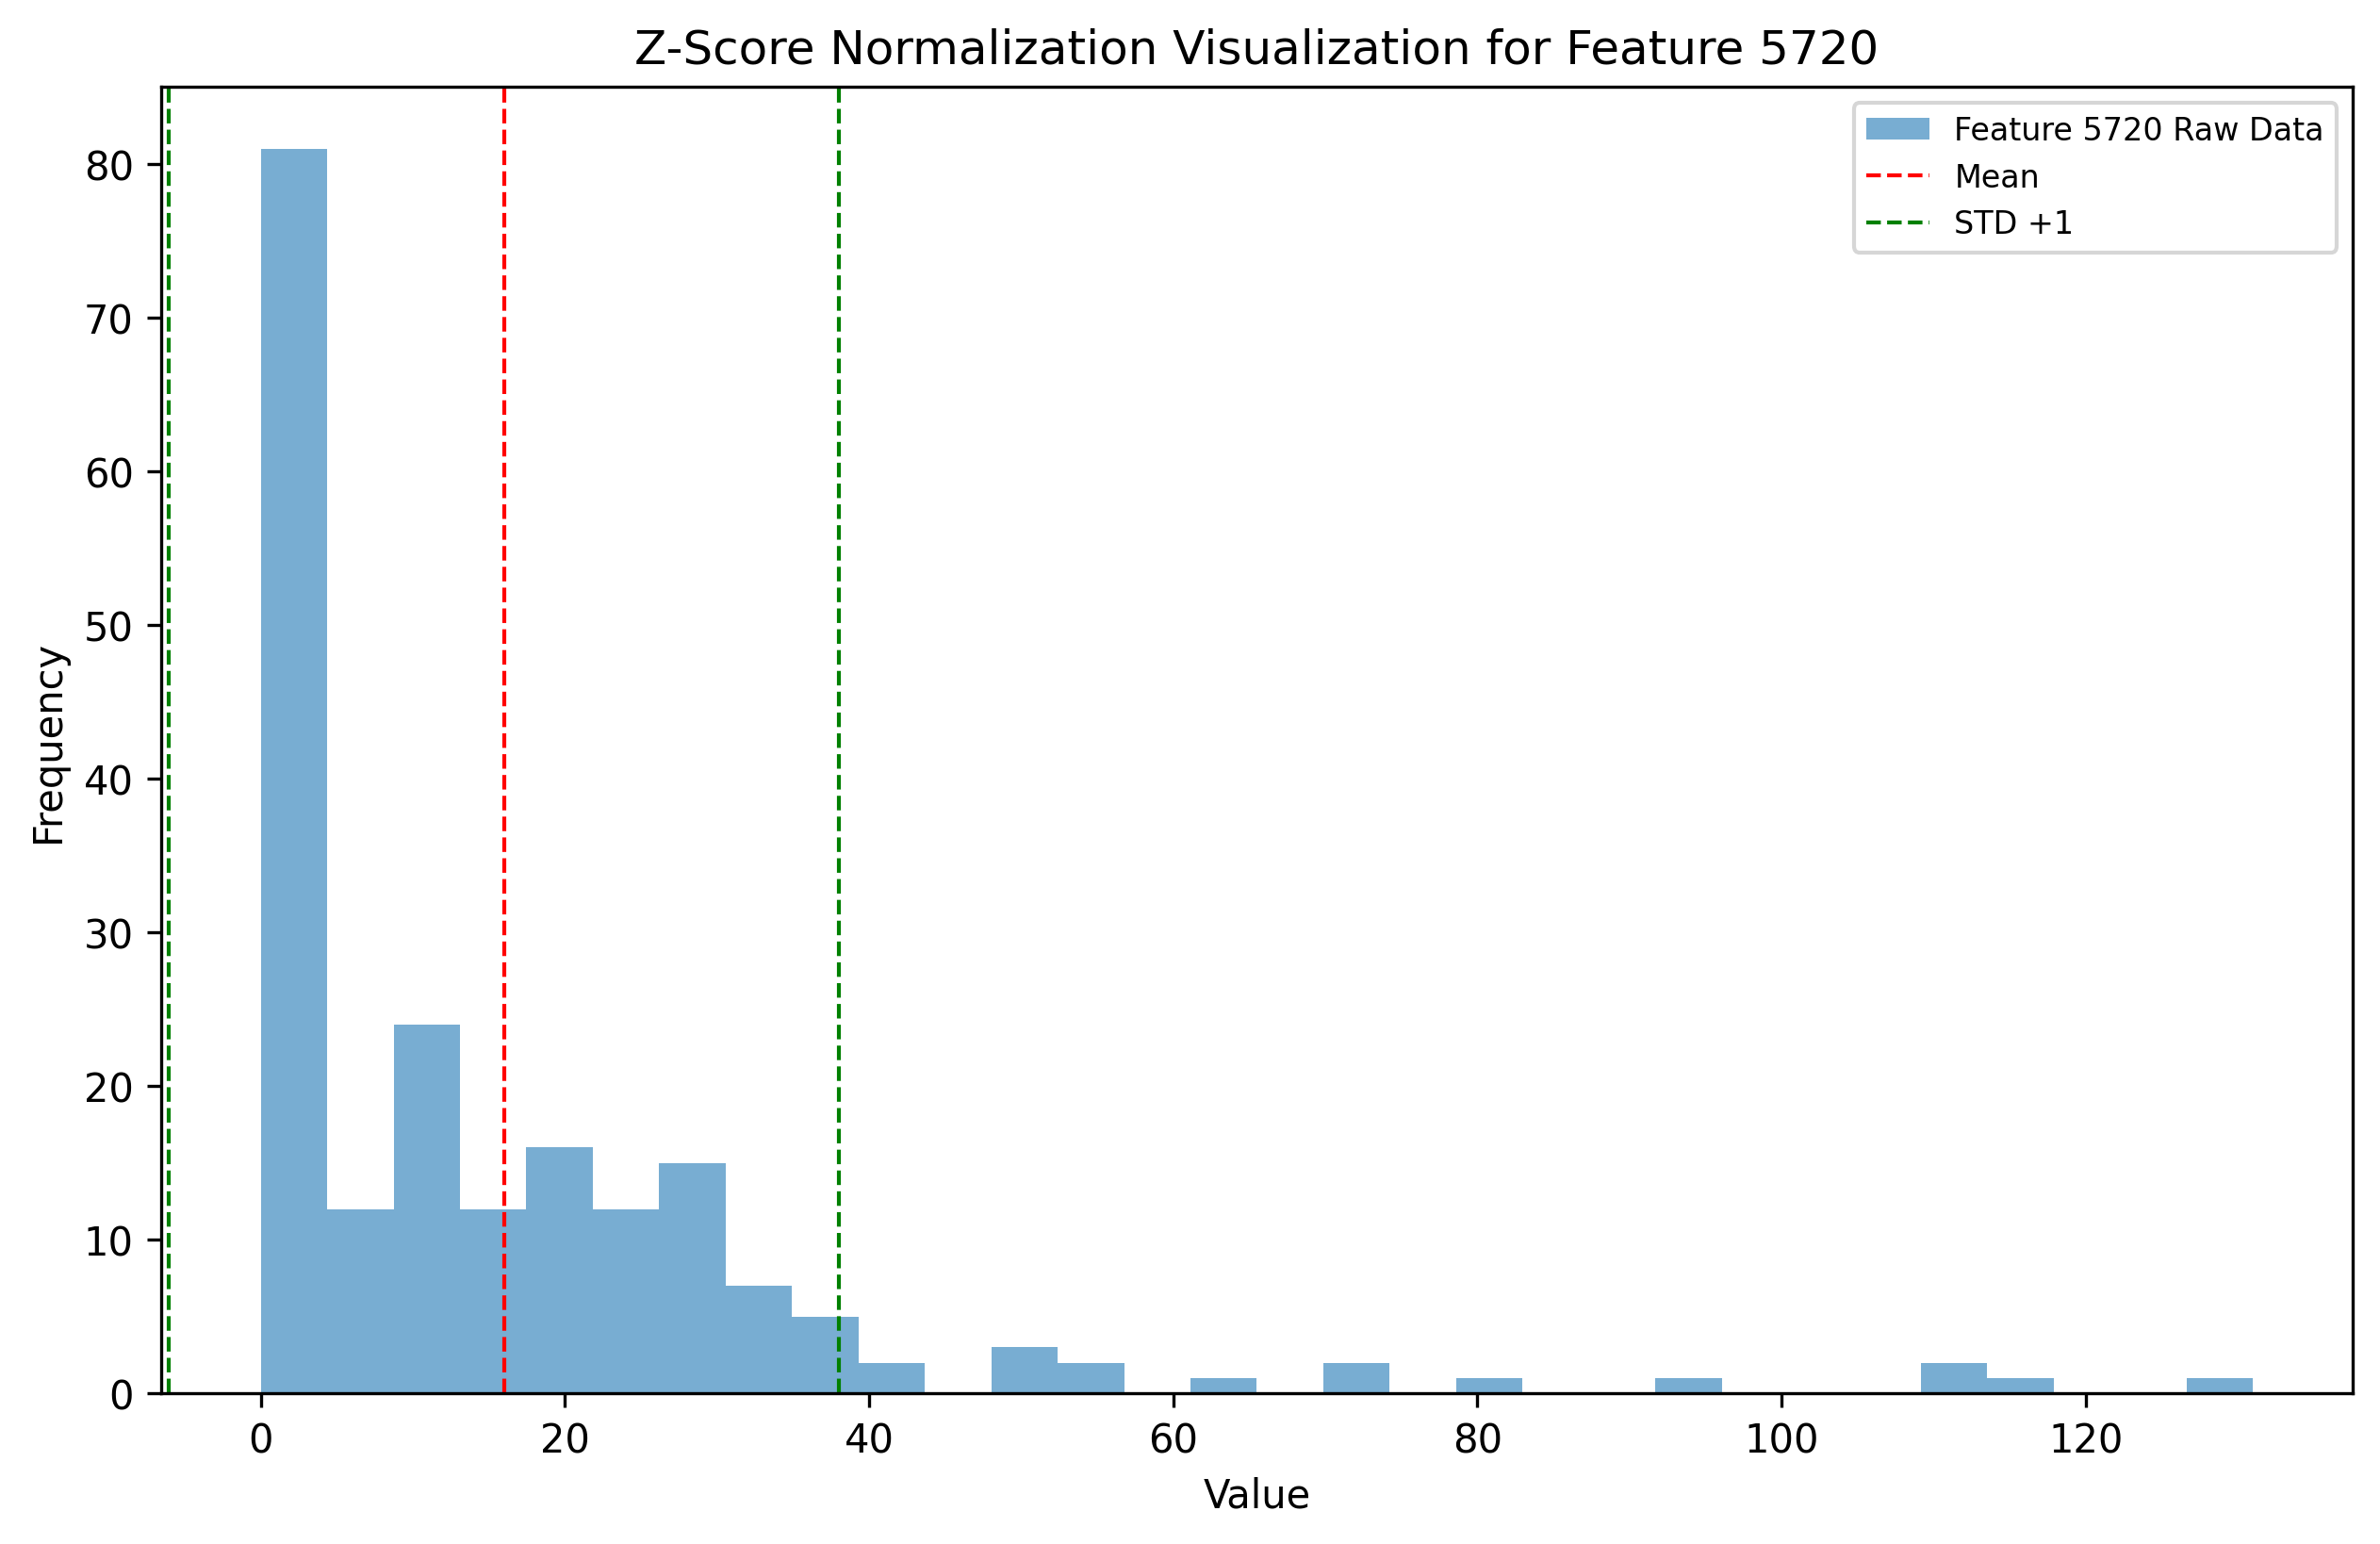 Z-Score Normalization Visualization for Feature 5720
Feature 5720 Raw Data
Mean
STD +1
Frequency
80
70
60
50
40
30
20
10
0
0 20 40 60 80 100 120
Value